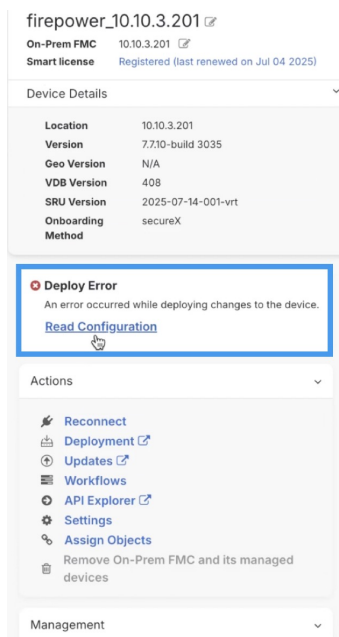 firepower_10.10.3.201
On-Prem FMC 10.10.3.201
Smart license Registered (last renewed on Jul 04 2025)
Device Details
Location 10.10.3.201
Version 7.7.10-build 3035
Geo Version N/A
VDB Version 408
SRU Version 2025-07-14-001-vrt
Onboarding secureX
Method
Deploy Error
An error occurred while deploying changes to the device.
Read Configuration
Actions
Reconnect
Deployment
Updates
Workflows
API Explorer
Settings
Assign Objects
Remove On-Prem FMC and its managed
devices
Management